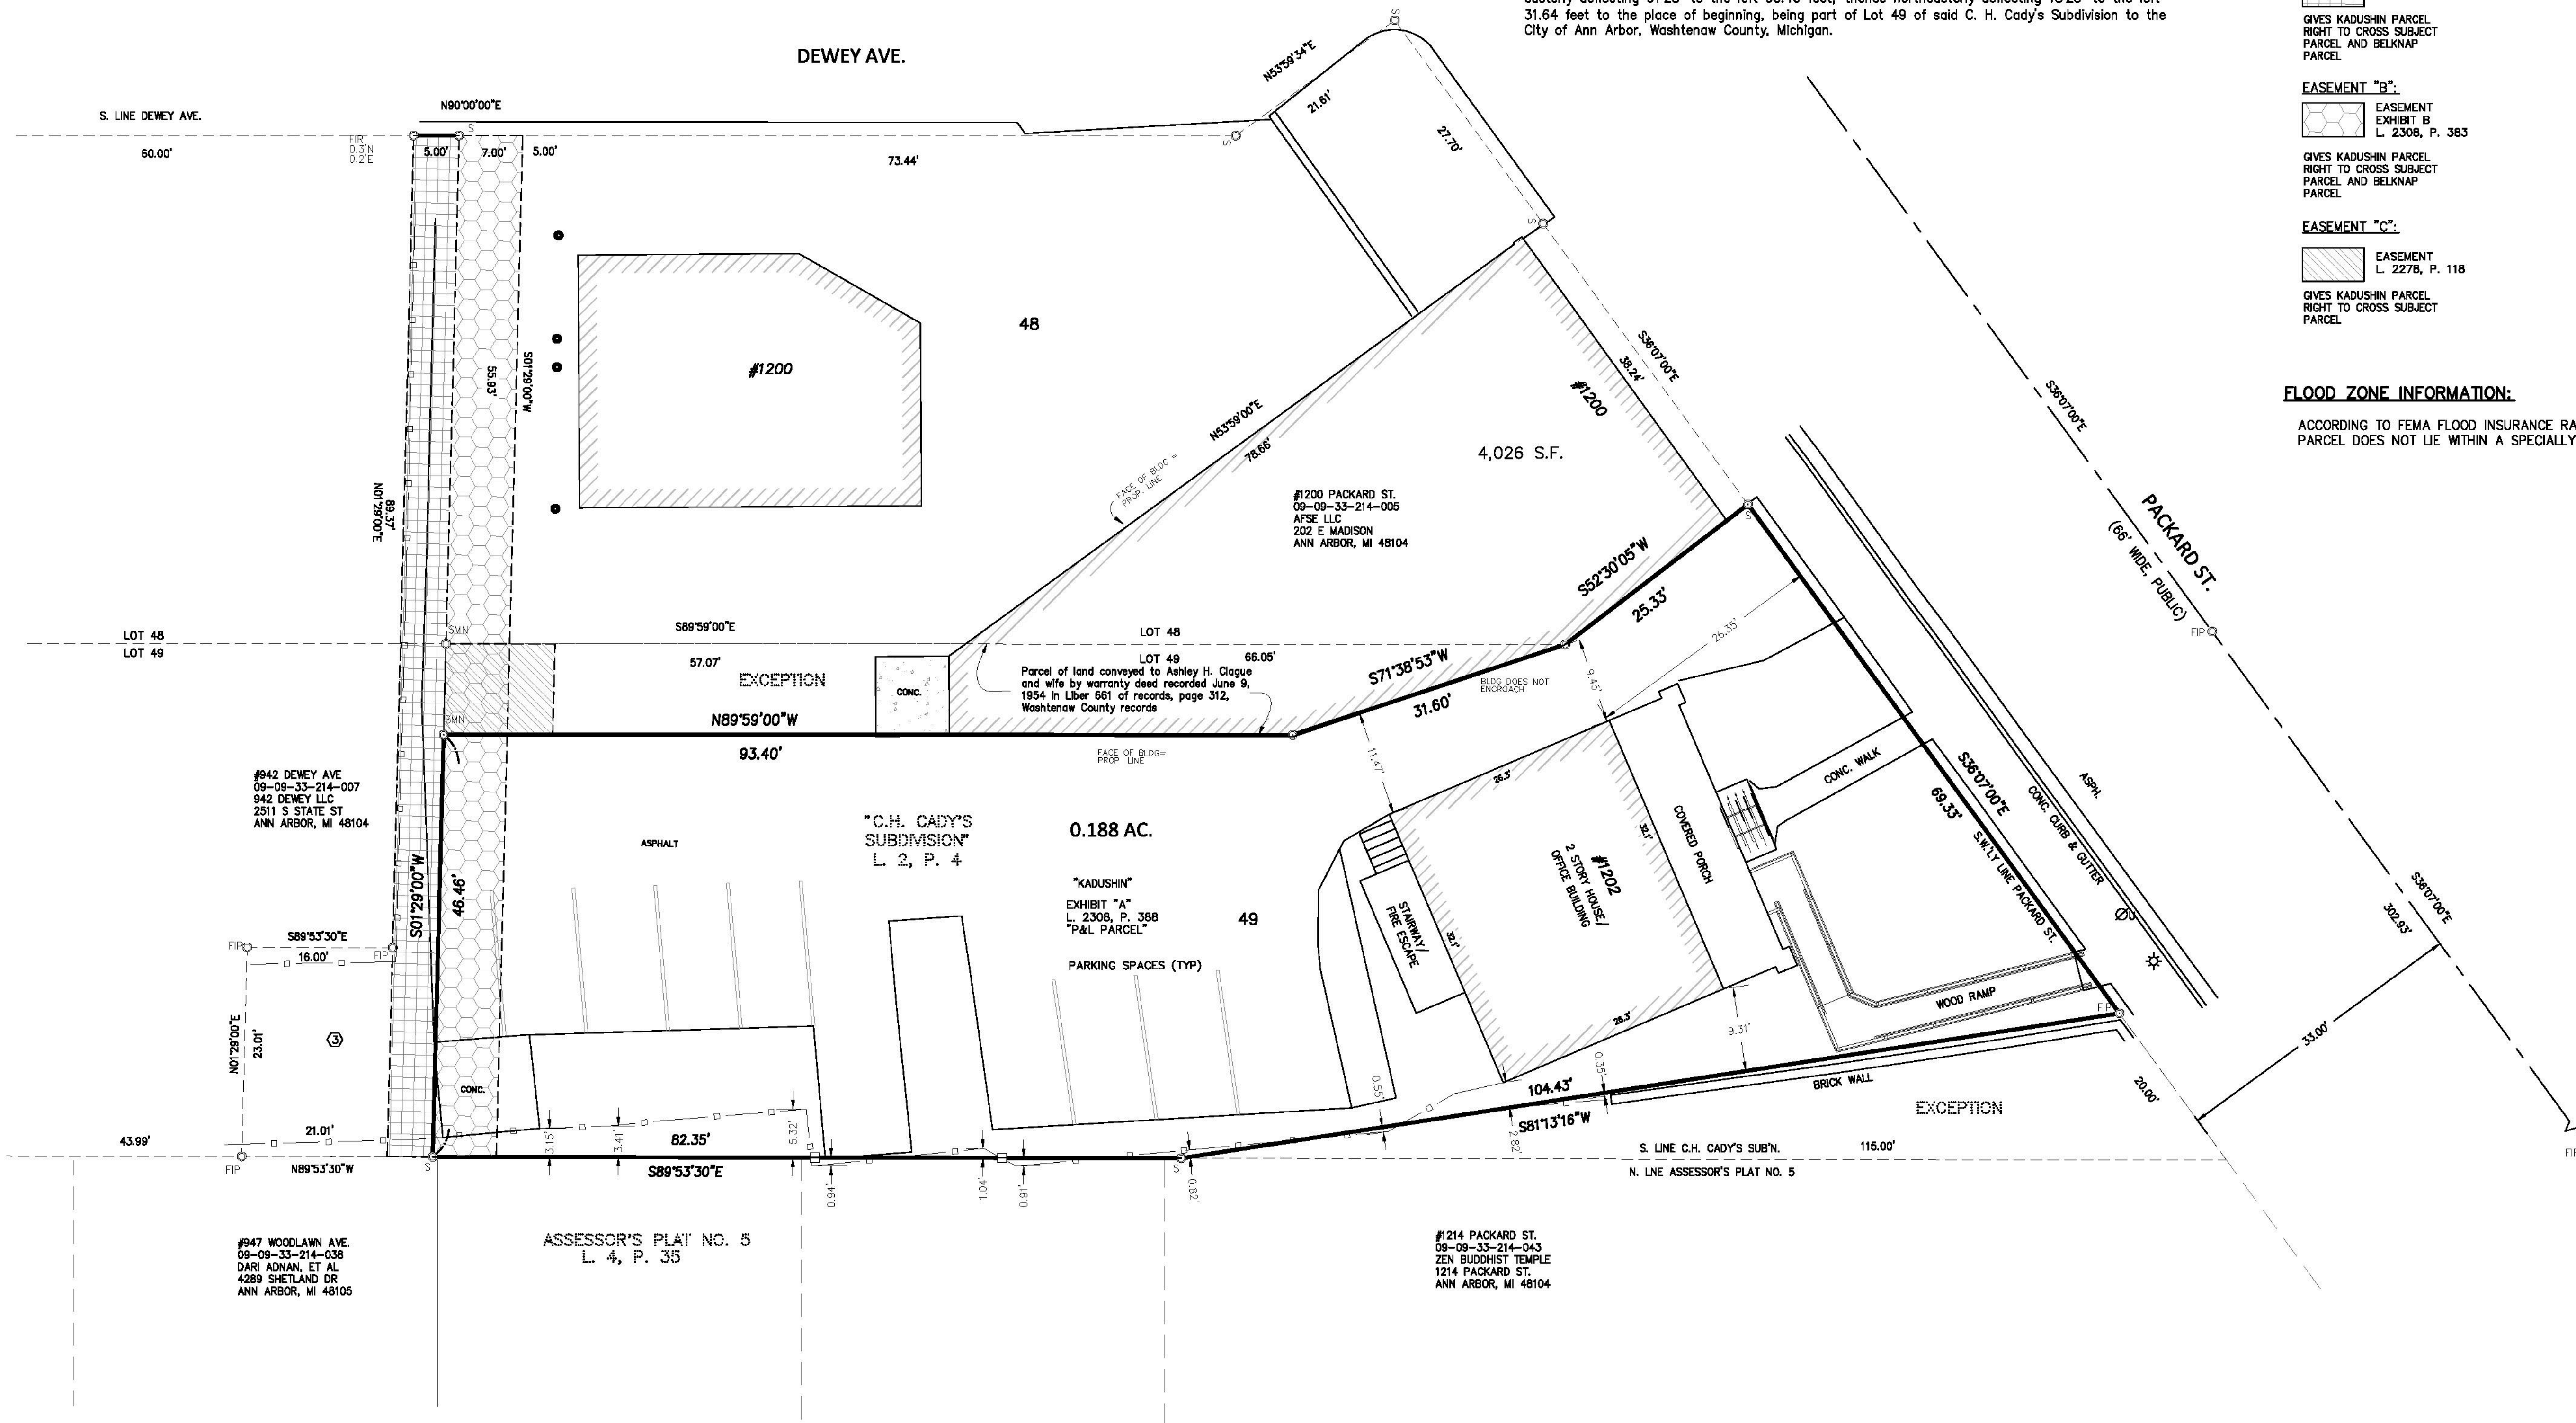 31.64 feet to the place of beginning, being part of Lot 49 of said C. H. Cady's Subdivision to the
City of Ann Arbor, Washtenaw County, Michigan.
GIVES KADUSHIN PARCEL
RIGHT TO CROSS SUBJECT
PARCEL AND BELKNAP
PARCEL
EASEMENT "B":
EASEMENT
EXHIBIT B
L. 2308, P. 383
GIVES KADUSHIN PARCEL
RIGHT TO CROSS SUBJECT
PARCEL AND BELKNAP
PARCEL
EASEMENT "C":
EASEMENT
L. 2278, P. 118
GIVES KADUSHIN PARCEL
RIGHT TO CROSS SUBJECT
PARCEL
FLOOD ZONE INFORMATION:
ACCORDING TO FEMA FLOOD INSURANCE RA
PARCEL DOES NOT LIE WITHIN A SPECIALLY
DEWEY AVE.
S. LINE DEWEY AVE.
N90°00'00"E
60.00'
FIR
0.3'N
0.2'E
S
5.00'
7.00'
5.00'
73.44'
S
N53°59'34"E
21.61'
S
27.70'
S
48
#1200
S01°29'00"W
55.93'
N01°29'00"E
89.37'
N53°59'00"E
78.66'
FACE OF BLDG =
PROP. LINE
S36°07'00"E
38.24'
#1200
4,026 S.F.
#1200 PACKARD ST.
09-09-33-214-005
AFSE LLC
202 E MADISON
ANN ARBOR, MI 48104
S
S36°07'00"E
PACKARD ST.
(66' WIDE, PUBLIC)
FIP
S52°30'05"W
25.33'
26.35'
LOT 48
LOT 49
SMN
S89°59'00"E
57.07'
LOT 48
LOT 49
66.05'
EXCEPTION
CONC.
Parcel of land conveyed to Ashley H. Clague
and wife by warranty deed recorded June 9,
1954 in Liber 661 of records, page 312,
Washtenaw County records
S71°38'53"W
31.60'
BLDG DOES NOT
ENCROACH
9.45'
SMN
N89°59'00"W
93.40'
FACE OF BLDG=
PROP LINE
11.47'
26.3'
CONC. WALK
S36°07'00"E
69.33'
S.W.'LY LINE PACKARD ST.
CONC. CURB & GUTTER
ASPH.
#942 DEWEY AVE
09-09-33-214-007
942 DEWEY LLC
2511 S STATE ST
ANN ARBOR, MI 48104
ASPHALT
"C.H. CADY'S
SUBDIVISION"
L. 2, P. 4
0.188 AC.
"KADUSHIN"
EXHIBIT "A"
L. 2308, P. 388
"P&L PARCEL"
49
PARKING SPACES (TYP)
S01°29'00"W
46.46'
STAIRWAY/
FIRE ESCAPE
32.1'
#1202
2 STORY HOUSE/
OFFICE BUILDING
32.1'
COVERED PORCH
26.3'
WOOD RAMP
9.31'
FIP
S36°07'00"E
302.93'
33.00'
20.00'
FIP
S89°53'30"E
16.00'
FIP
N01°29'00"E
23.01'
3
CONC.
43.99'
21.01'
FIP
N89°53'30"W
S
3.15'
3.41'
82.35'
5.32'
S89°53'30"E
0.94'
1.04'
0.91'
S
0.82'
0.55'
104.43'
0.35'
S81°13'16"W
2.82'
BRICK WALL
EXCEPTION
S. LINE C.H. CADY'S SUB'N.
115.00'
N. LNE ASSESSOR'S PLAT NO. 5
#947 WOODLAWN AVE.
09-09-33-214-038
DARI ADNAN, ET AL
4289 SHETLAND DR
ANN ARBOR, MI 48105
ASSESSOR'S PLAT NO. 5
L. 4, P. 35
#1214 PACKARD ST.
09-09-33-214-043
ZEN BUDDHIST TEMPLE
1214 PACKARD ST.
ANN ARBOR, MI 48104